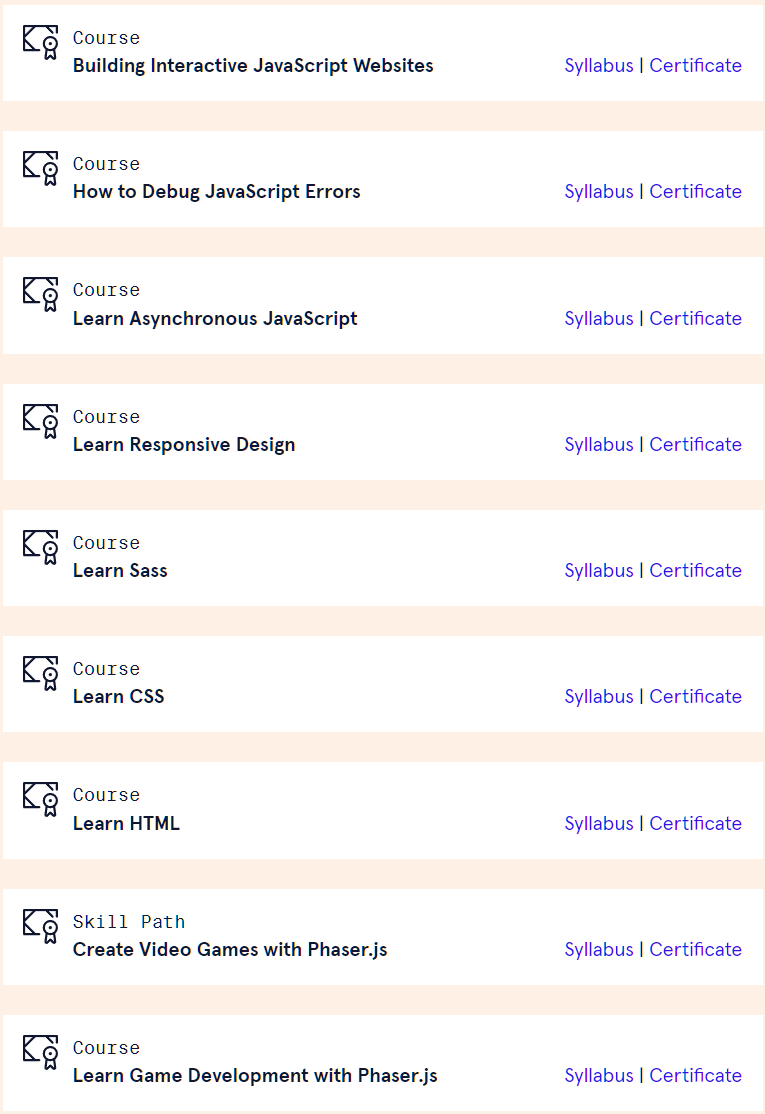 Course
Building Interactive JavaScript Websites
Syllabus | Certificate
Course
How to Debug JavaScript Errors
Syllabus | Certificate
Course
Learn Asynchronous JavaScript
Syllabus | Certificate
Course
Learn Responsive Design
Syllabus | Certificate
Course
Learn Sass
Syllabus | Certificate
Course
Learn CSS
Syllabus | Certificate
Course
Learn HTML
Syllabus | Certificate
Skill Path
Create Video Games with Phaser.js
Syllabus | Certificate
Course
Learn Game Development with Phaser.js
Syllabus | Certificate